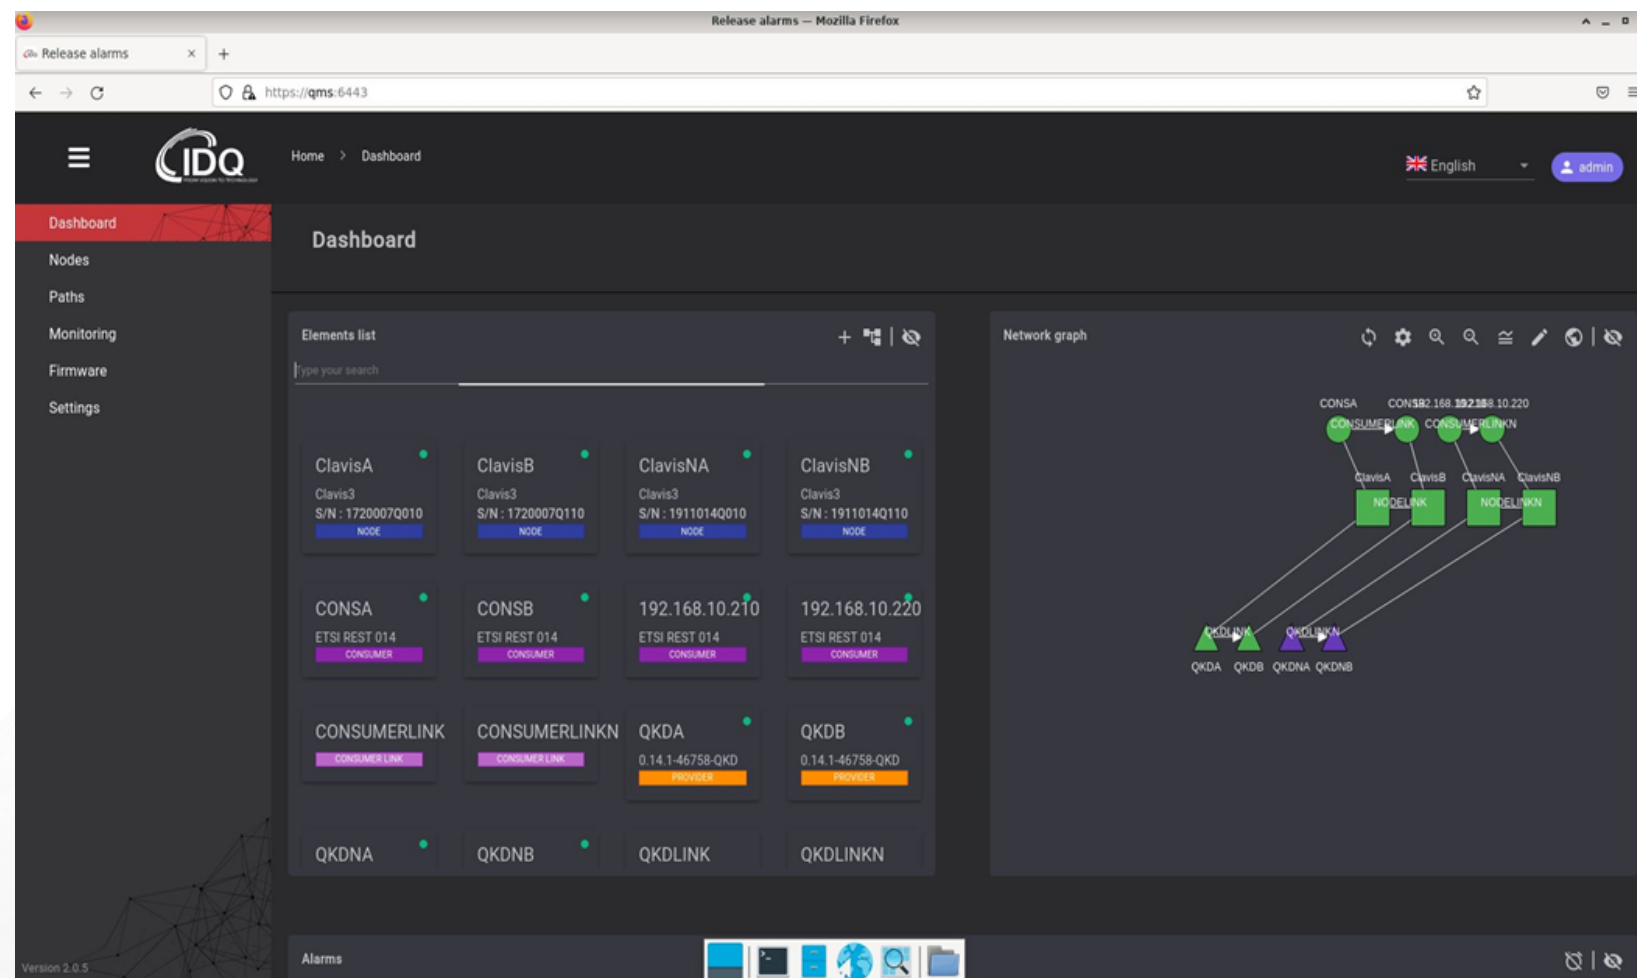 Release alarms — Mozilla Firefox
Release alarms
https://qms:6443
IDQ
Home > Dashboard
English
admin
Dashboard
Nodes
Paths
Monitoring
Firmware
Settings
Version 2.0.5
Dashboard
Elements list
Type your search
ClavisA
Clavis3
S/N : 1720007Q010
NODE
ClavisB
Clavis3
S/N : 1720007Q110
NODE
ClavisNA
Clavis3
S/N : 1911014Q010
NODE
ClavisNB
Clavis3
S/N : 1911014Q110
NODE
CONSA
ETSI REST 014
CONSUMER
CONSB
ETSI REST 014
CONSUMER
192.168.10.210
ETSI REST 014
CONSUMER
192.168.10.220
ETSI REST 014
CONSUMER
CONSUMERLINK
CONSUMER LINK
CONSUMERLINKN
CONSUMER LINK
QKDA
0.14.1-46758-QKD
PROVIDER
QKDB
0.14.1-46758-QKD
PROVIDER
QKDNA
QKDNB
QKDLINK
QKDLINKN
Network graph
CONSA
CONSUMERLINK
CONSUMERLINKN
ClavisA
ClavisB
ClavisNA
ClavisNB
NODELINK
NODELINKN
QKDLINK
QKDLINKN
QKDA
QKDB
QKDNA
QKDNB
Alarms